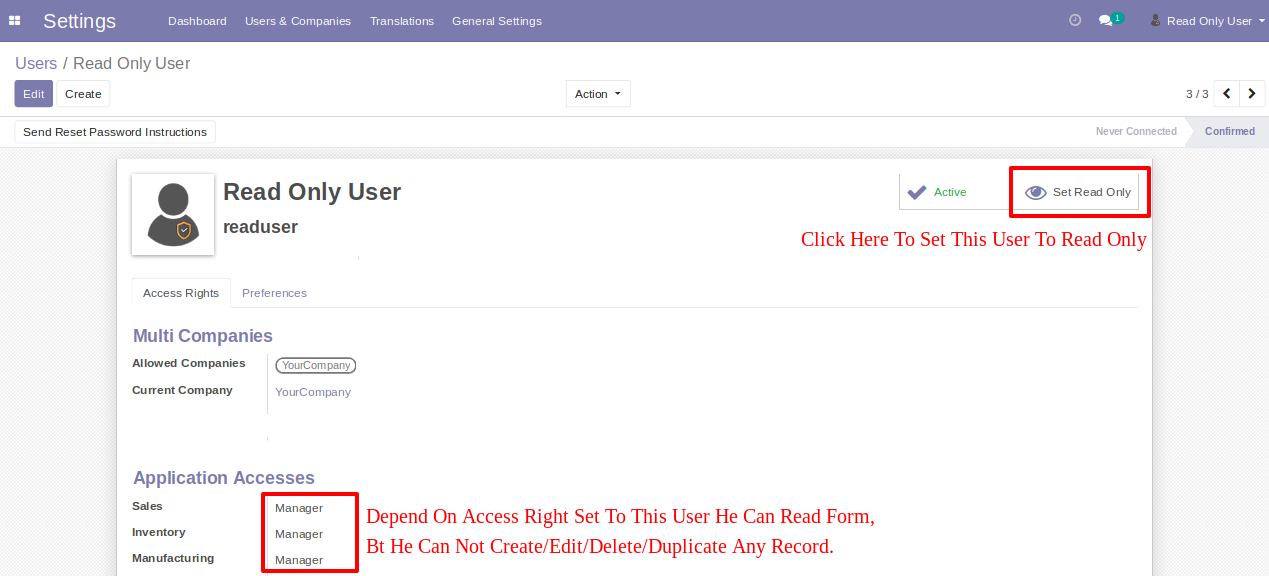 Settings Dashboard Users & Companies Translations General Settings 1 Read Only User
Users / Read Only User
Edit Create Action 3 / 3
Send Reset Password Instructions Never Connected Confirmed
Read Only User
Active Set Read Only
readuser
Click Here To Set This User To Read Only
Access Rights Preferences
Multi Companies
Allowed Companies YourCompany
Current Company YourCompany
Application Accesses
Sales Manager
Depend On Access Right Set To This User He Can Read Form,
Inventory Manager
Bt He Can Not Create/Edit/Delete/Duplicate Any Record.
Manufacturing Manager